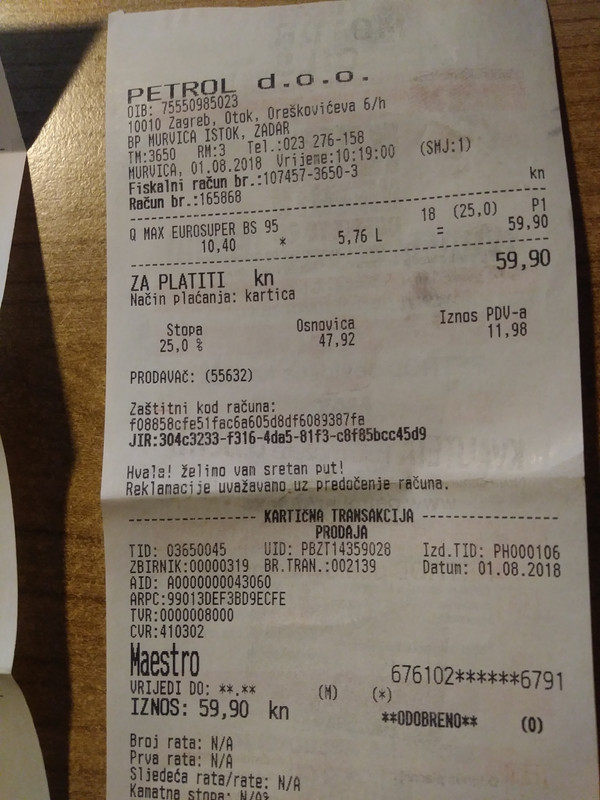 PETROL d.o.o.
OIB: 75550985023
10010 Zagreb, Otok, Oreškovićeva 6/h
BP MURVICA ISTOK, ZADAR
TM:3650 RM:3 Tel.:023 276-158
MURVICA, 01.08.2018 Vrijeme:10:19:00 (SMJ:1)
Fiskalni račun br.:107457-3650-3
Račun br.:165868
kn
Q MAX EUROSUPER BS 95 18 (25,0) P1
10,40 * 5,76 L = 59,90
ZA PLATITI kn 59,90
Način plaćanja: kartica
Stopa Osnovica Iznos PDV-a
25,0 % 47,92 11,98
PRODAVAČ: (55632)
Zaštitni kod računa:
f08858cfe51fac6a605d8df6089387fa
JIR:304c3233-f316-4da5-81f3-c8f85bcc45d9
Hvala! želimo vam sretan put!
Reklamacije uvažavamo uz predočenje računa.
KARTIČNA TRANSAKCIJA
PRODAJA
TID: 03650045 UID: PBZT14359028 Izd.TID: PH000106
ZBIRNIK:00000319 BR.TRAN.:002139 Datum: 01.08.2018
AID: A0000000043060
ARPC:99013DEF3BD9ECFE
TVR:0000008000
CVR:410302
Maestro 676102******6791
VRIJEDI DO: **.** (M) (*)
IZNOS: 59,90 kn **ODOBRENO** (O)
Broj rata: N/A
Prva rata: N/A
Sljedeća rata/rate: N/A
Kamatna stopa: N/A%